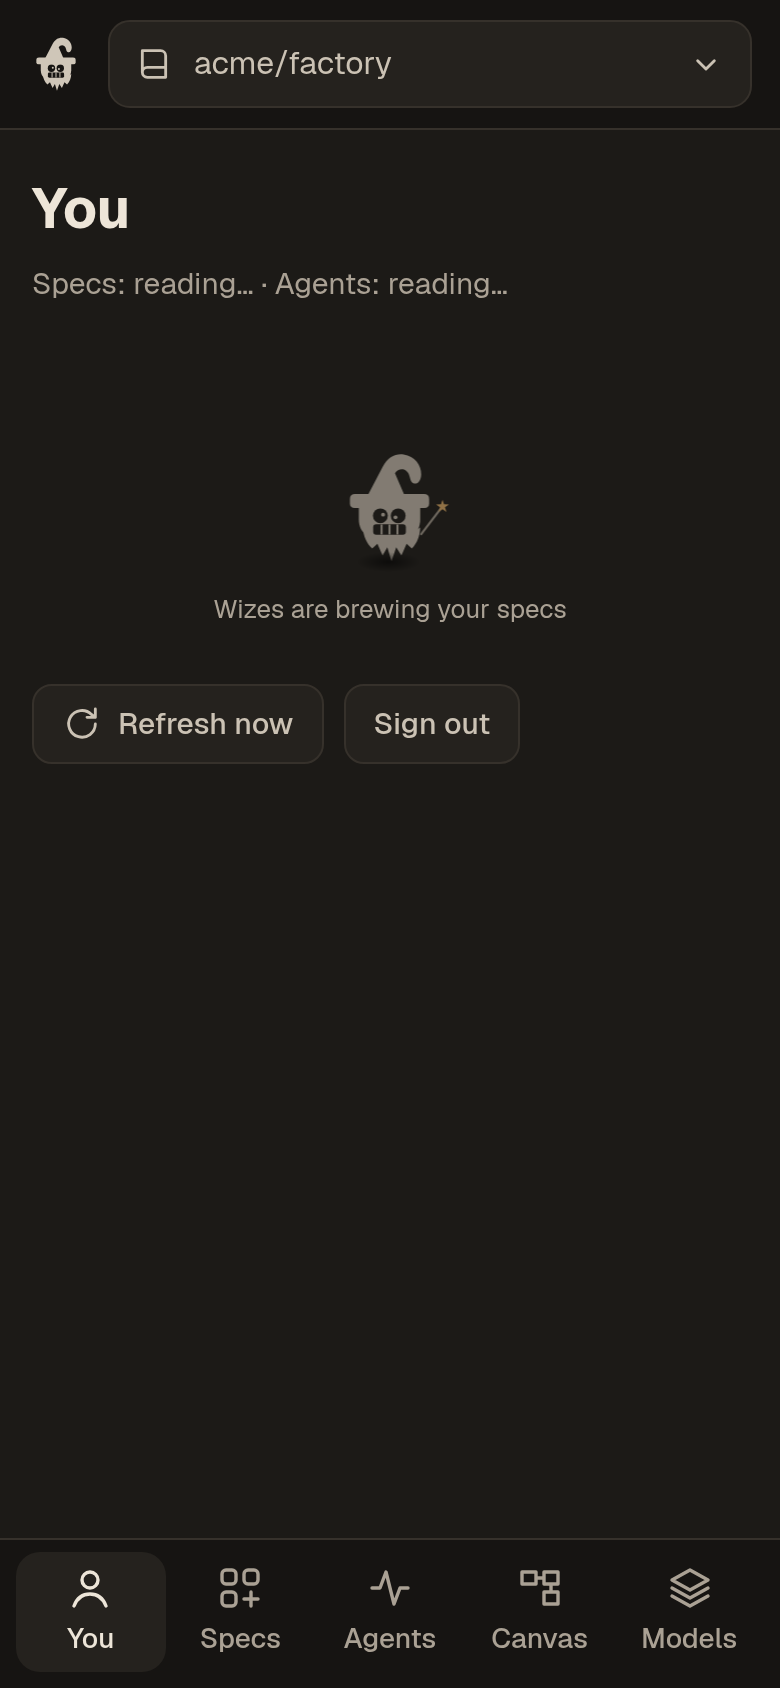 acme/factory
You
Specs: reading… · Agents: reading…
Wizes are brewing your specs
Refresh now
Sign out
You
Specs
Agents
Canvas
Models